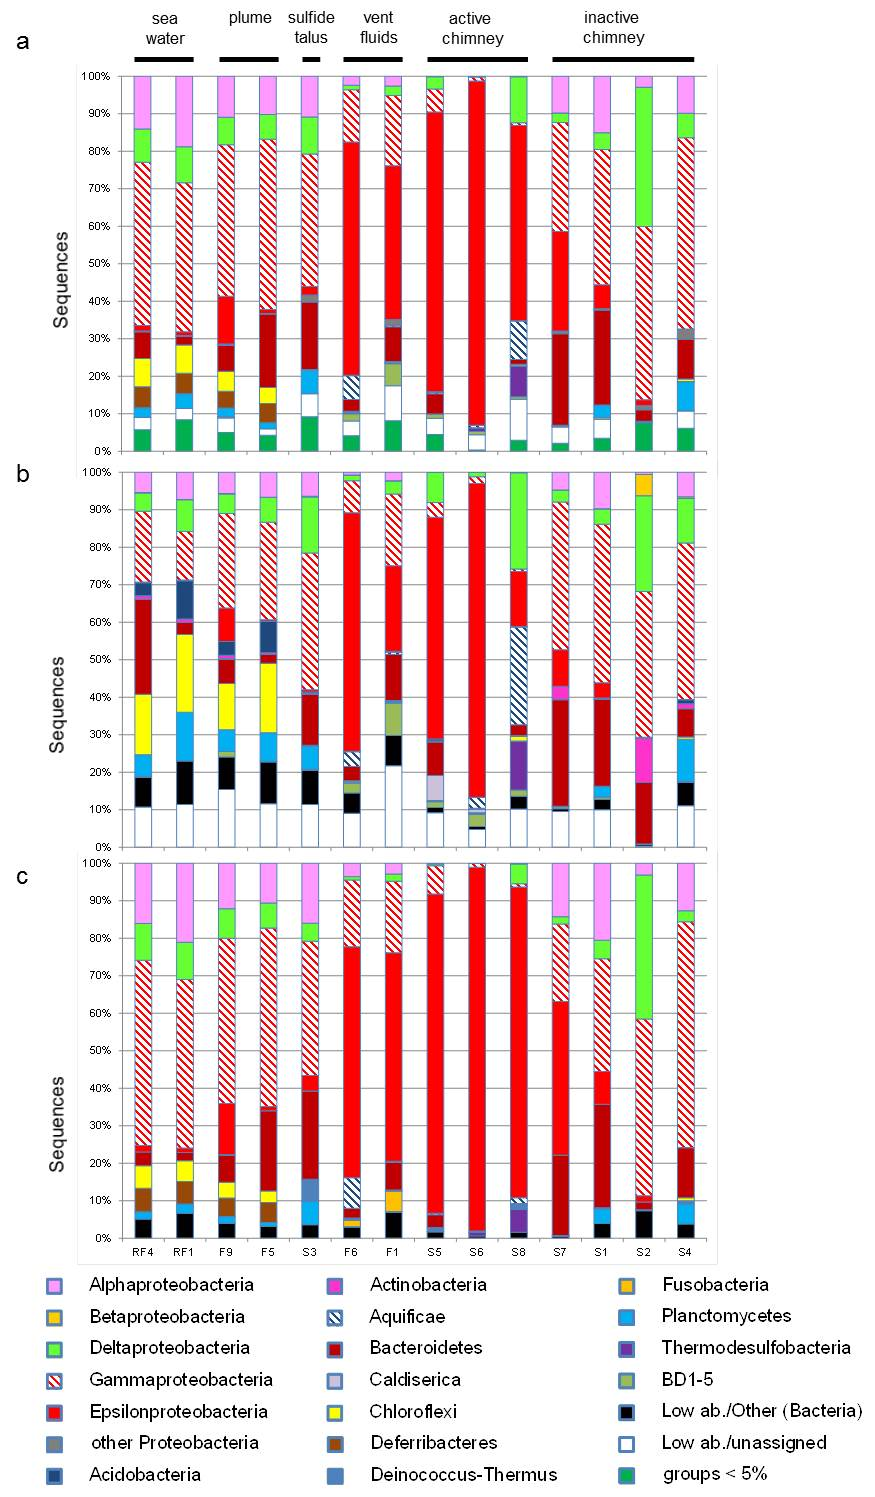 a
sea water
plume
sulfide talus
vent fluids
active chimney
inactive chimney
Sequences
100%
90%
80%
70%
60%
50%
40%
30%
20%
10%
0%
b
Sequences
100%
90%
80%
70%
60%
50%
40%
30%
20%
10%
0%
c
Sequences
100%
90%
80%
70%
60%
50%
40%
30%
20%
10%
0%
RF4 RF1 F9 F5 S3 F6 F1 S5 S6 S8 S7 S1 S2 S4
Alphaproteobacteria
Betaproteobacteria
Deltaproteobacteria
Gammaproteobacteria
Epsilonproteobacteria
other Proteobacteria
Acidobacteria
Actinobacteria
Aquificae
Bacteroidetes
Caldiserica
Chloroflexi
Deferribacteres
Deinococcus-Thermus
Fusobacteria
Planctomycetes
Thermodesulfobacteria
BD1-5
Low ab./Other (Bacteria)
Low ab./unassigned
groups < 5%